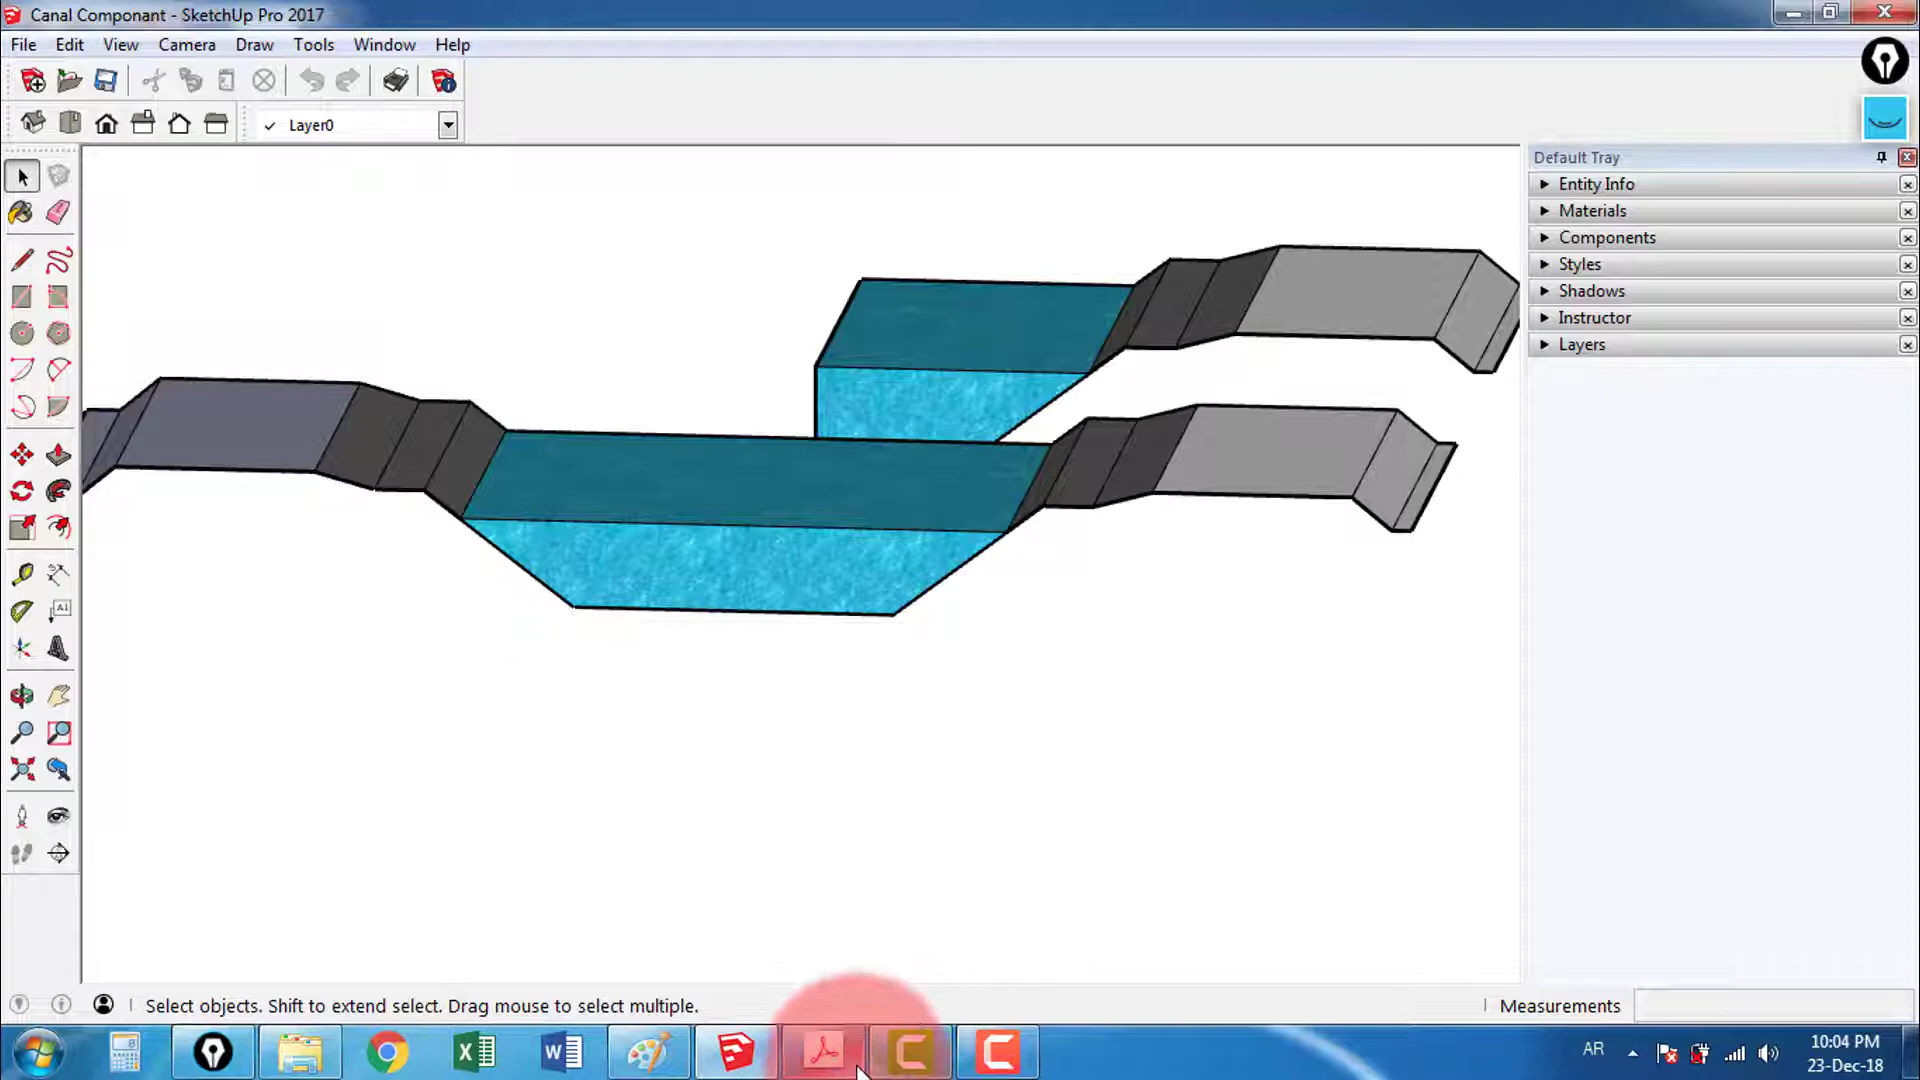 Canal Componant - SketchUp Pro 2017
File Edit View Camera Draw Tools Window Help
Layer0
Default Tray
Entity Info
Materials
Components
Styles
Shadows
Instructor
Layers
A1
Select objects. Shift to extend select. Drag mouse to select multiple.
Measurements
AR
10:04 PM
23-Dec-18